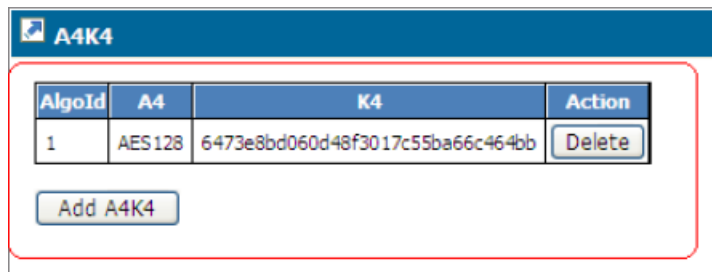 A4K4
AlgoId A4 K4 Action
1 AES128 6473e8bd060d48f3017c55ba66c464bb Delete
Add A4K4